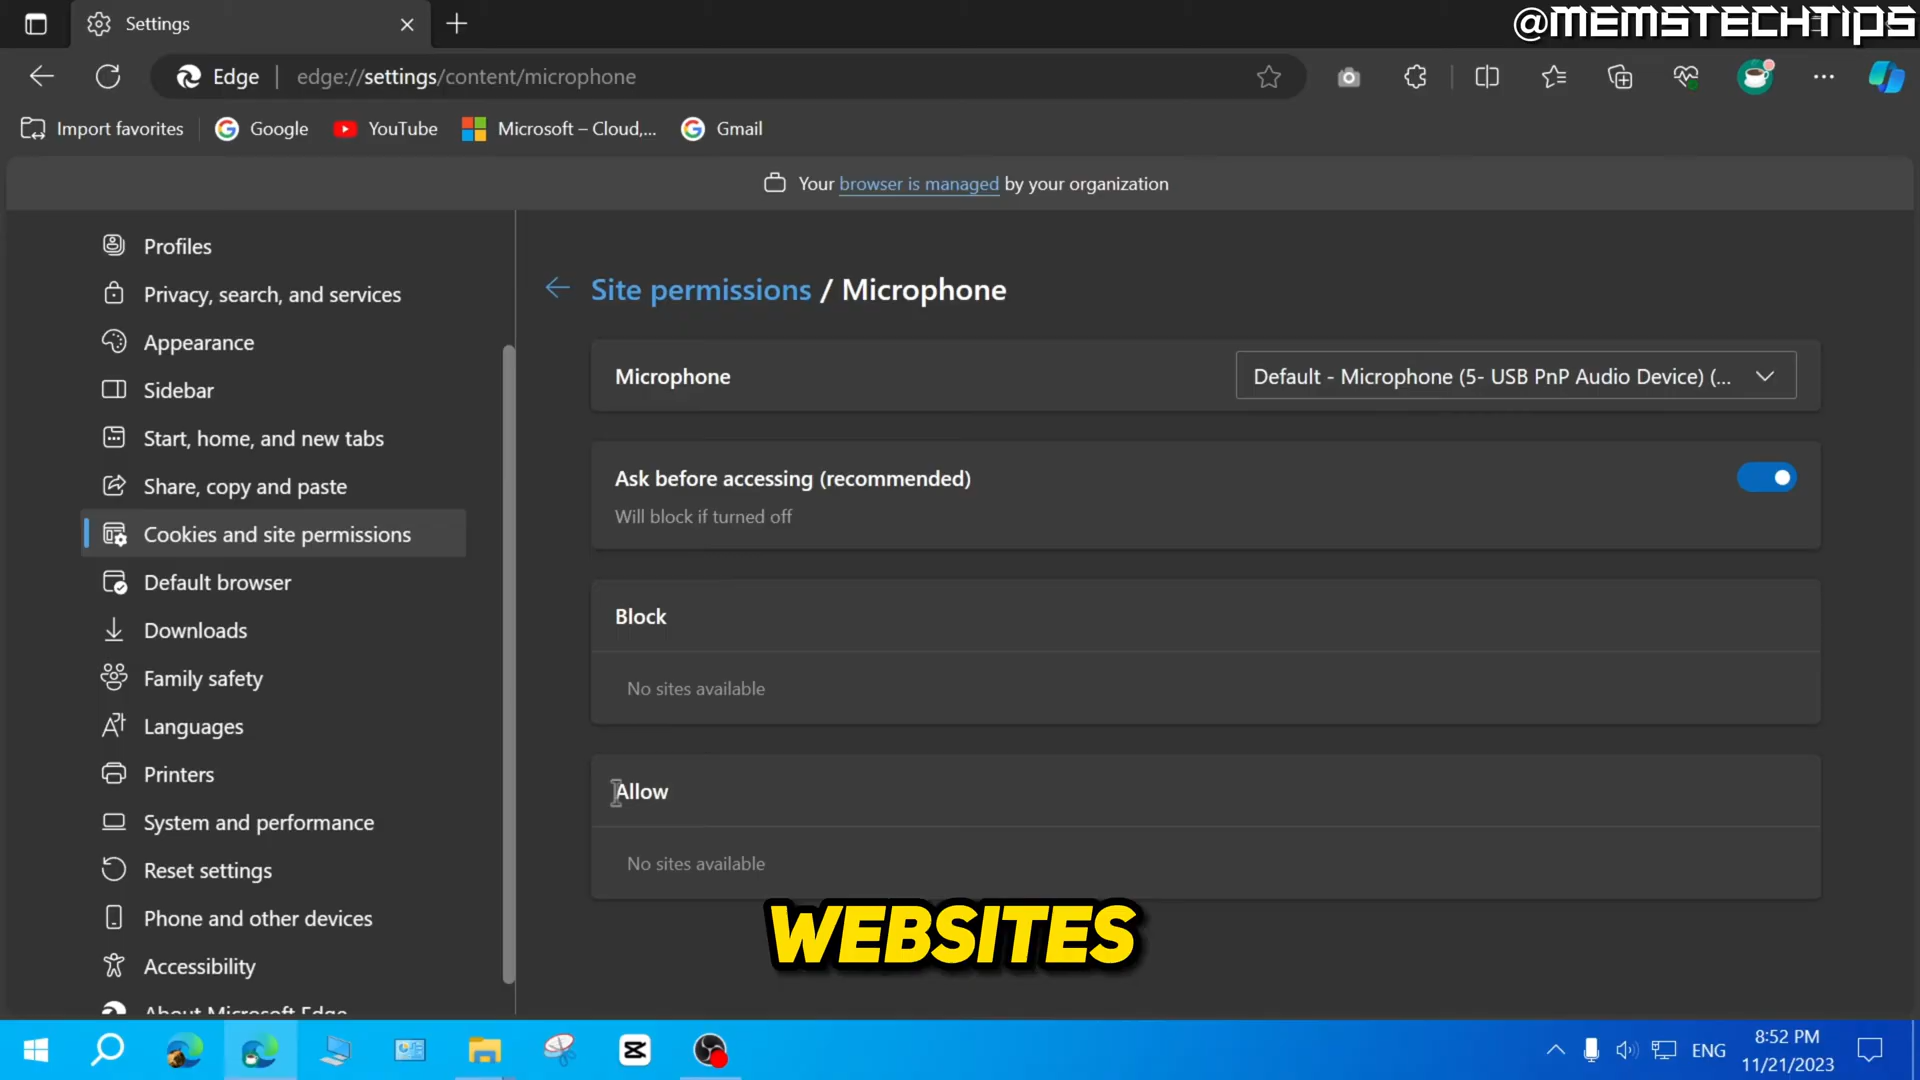 Settings
@MEMSTECHTIPS
Edge
edge://settings/content/microphone
Import favorites
Google
YouTube
Microsoft – Cloud,...
Gmail
Your browser is managed by your organization
Profiles
Privacy, search, and services
Appearance
Sidebar
Start, home, and new tabs
Share, copy and paste
Cookies and site permissions
Default browser
Downloads
Family safety
Languages
Printers
System and performance
Reset settings
Phone and other devices
Accessibility
About Microsoft Edge
Site permissions / Microphone
Microphone
Default - Microphone (5- USB PnP Audio Device) (...
Ask before accessing (recommended)
Will block if turned off
Block
No sites available
Allow
No sites available
WEBSITES
ENG
8:52 PM
11/21/2023